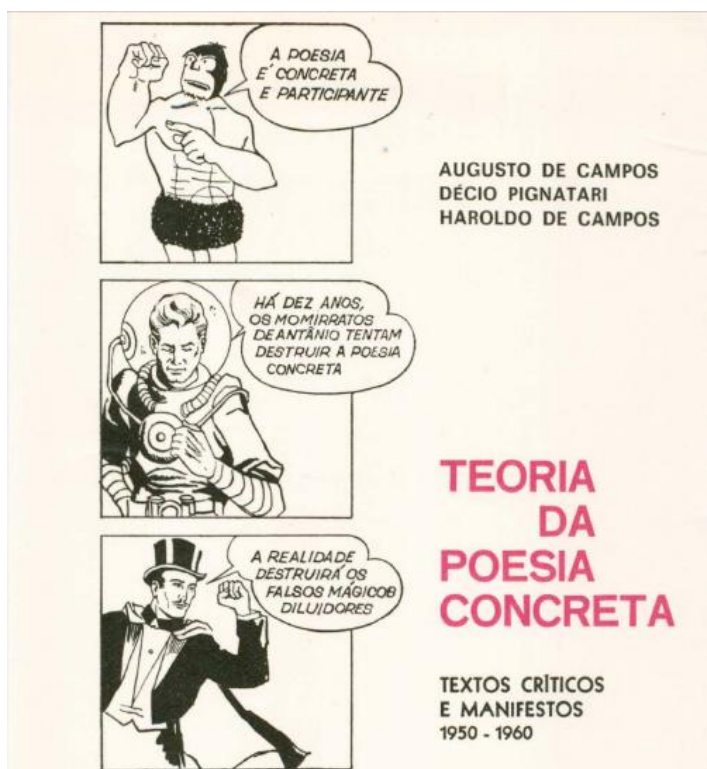 A POESIA
E' CONCRETA
E PARTICIPANTE
HÁ DEZ ANOS,
OS MOMIRRATOS
DE ANTÂNIO TENTAM
DESTRUIR A POESIA
CONCRETA
A REALIDADE
DESTRUIRÁ OS
FALSOS MÁGICOS
DILUIDORES
AUGUSTO DE CAMPOS
DÉCIO PIGNATARI
HAROLDO DE CAMPOS
TEORIA
DA
POESIA
CONCRETA
TEXTOS CRÍTICOS
E MANIFESTOS
1950 - 1960